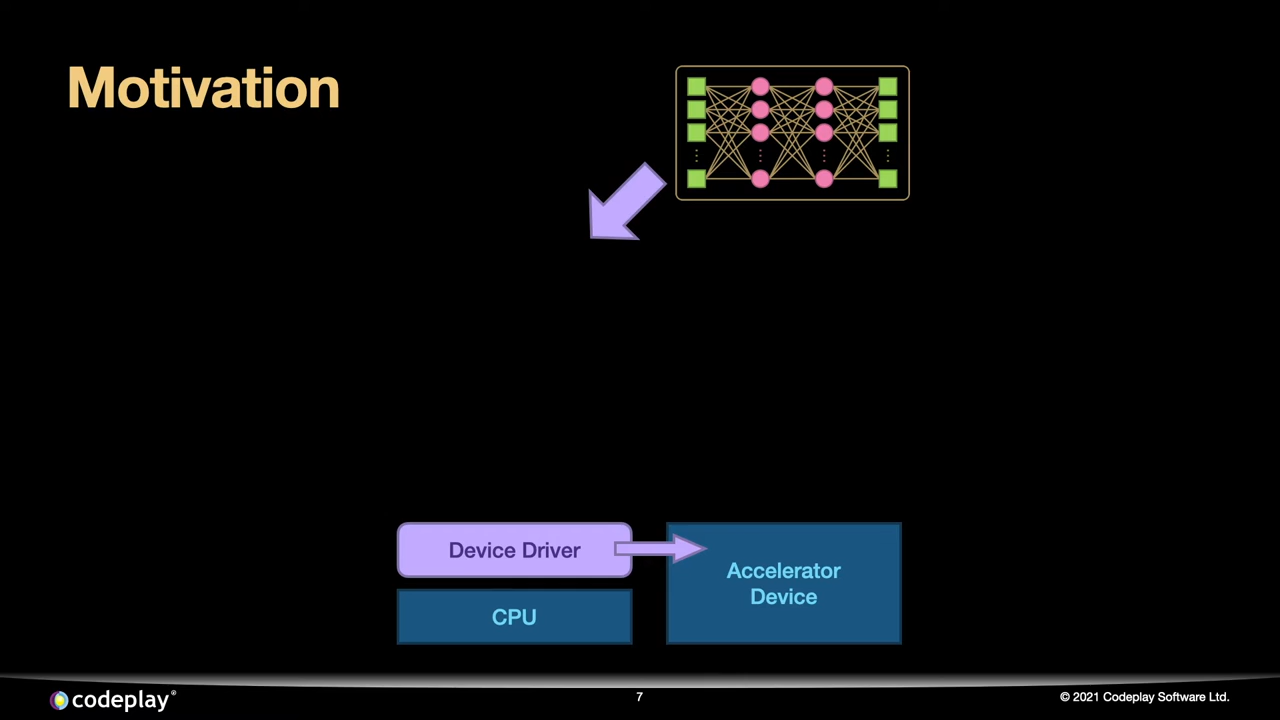 Motivation
Device Driver
CPU
Accelerator
Device
codeplay®
7
© 2021 Codeplay Software Ltd.